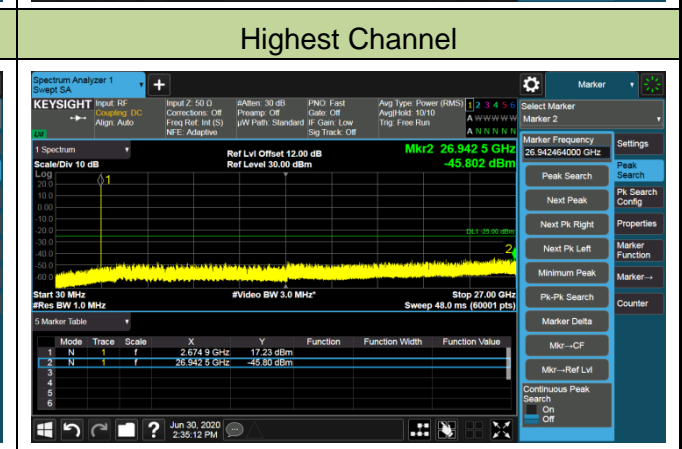 Highest Channel
Spectrum Analyzer 1
Swept SA
+
Marker
KEYSIGHT
Input: RF
Coupling: DC
Align: Auto
Input Z: 50 Ω
Corrections: Off
Freq Ref: Int (S)
NFE: Adaptive
#Atten: 30 dB
Preamp: Off
µW Path: Standard
PNO: Fast
Gate: Off
IF Gain: Low
Sig Track: Off
Avg Type: Power (RMS)
Avg|Hold: 10/10
Trig: Free Run
1 2 3 4 5 6
A W W W W W
A N N N N N
Select Marker
Marker 2
LXI
1 Spectrum
Scale/Div 10 dB
Ref Lvl Offset 12.00 dB
Ref Level 30.00 dBm
Mkr2 26.942 5 GHz
-45.802 dBm
Marker Frequency
26.942464000 GHz
Settings
Peak Search
Peak Search
Next Peak
Pk Search Config
Next Pk Right
Properties
Next Pk Left
Marker Function
Minimum Peak
Marker→
Pk-Pk Search
Counter
Marker Delta
Mkr→CF
Mkr→Ref Lvl
Continuous Peak Search
On
Off
Log
20.0
10.0
0.00
-10.0
-20.0
-30.0
-40.0
-50.0
-60.0
1
DL1 -25.00 dBm
2
Start 30 MHz
#Res BW 1.0 MHz
#Video BW 3.0 MHz*
Stop 27.00 GHz
Sweep 48.0 ms (60001 pts)
5 Marker Table
Mode Trace Scale X Y Function Function Width Function Value
1 N 1 f 2.674 9 GHz 17.23 dBm
2 N 1 f 26.942 5 GHz -45.80 dBm
3
4
5
6
?
Jun 30, 2020
2:35:12 PM